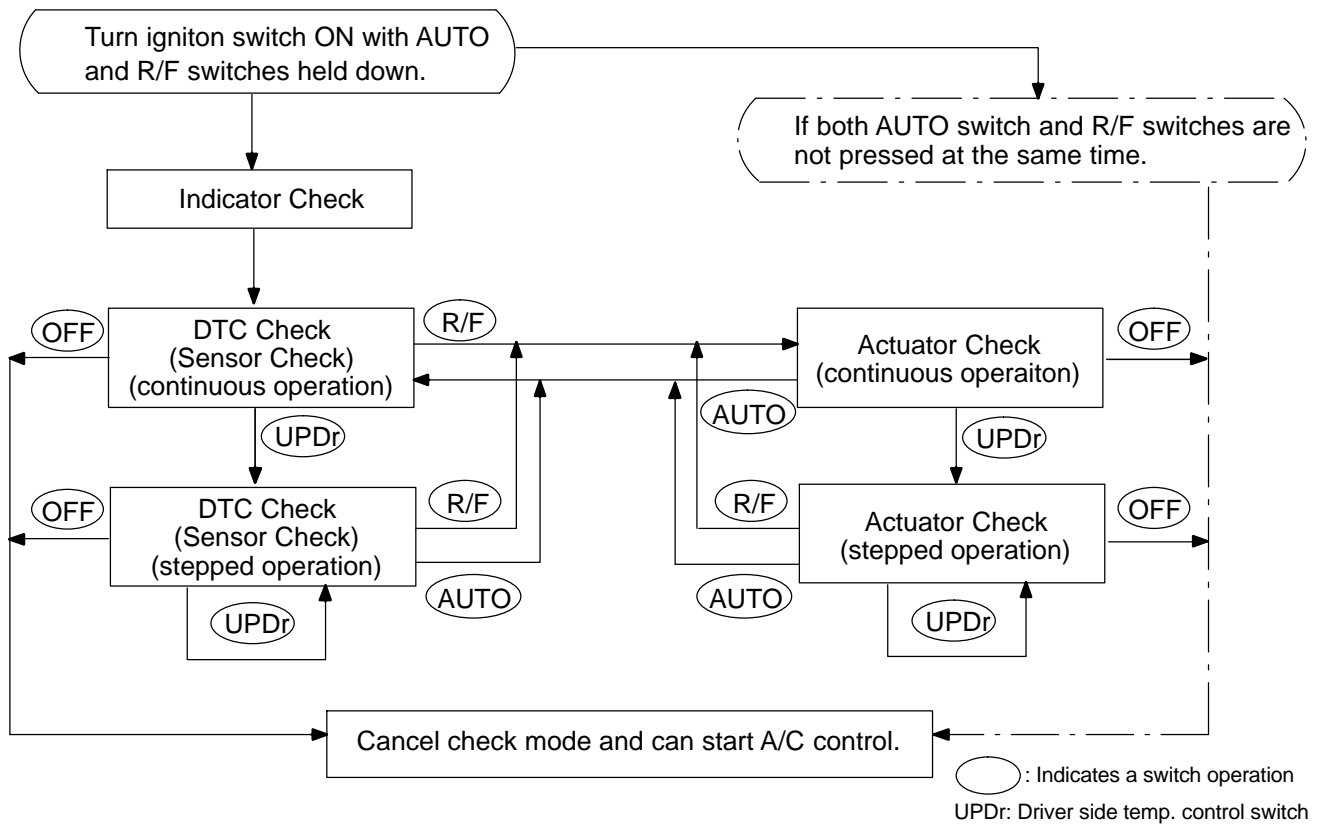 Turn igniton switch ON with AUTO
and R/F switches held down.
If both AUTO switch and R/F switches are
not pressed at the same time.
Indicator Check
OFF
DTC Check
(Sensor Check)
(continuous operation)
R/F
Actuator Check
(continuous operaiton)
OFF
AUTO
UPDr
UPDr
OFF
DTC Check
(Sensor Check)
(stepped operation)
R/F
AUTO
R/F
AUTO
Actuator Check
(stepped operation)
OFF
UPDr
UPDr
Cancel check mode and can start A/C control.
: Indicates a switch operation
UPDr: Driver side temp. control switch